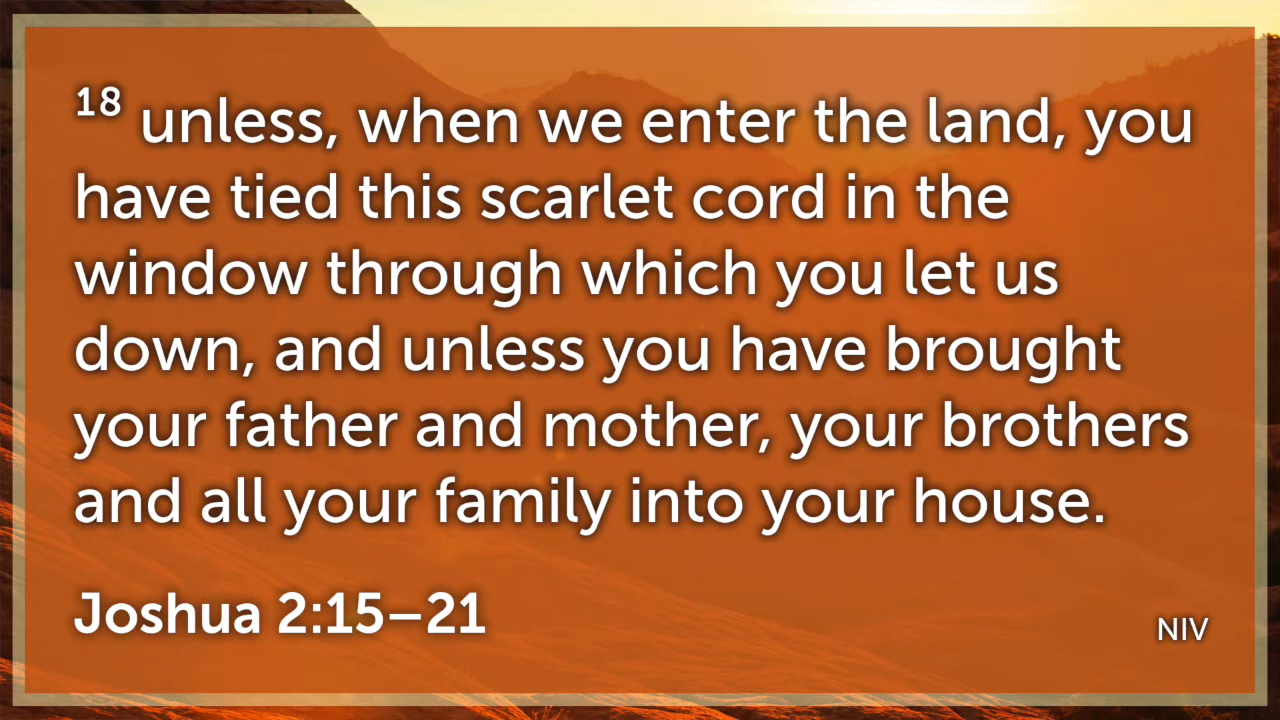 18 unless, when we enter the land, you
have tied this scarlet cord in the
window through which you let us
down, and unless you have brought
your father and mother, your brothers
and all your family into your house.
Joshua 2:15–21
NIV